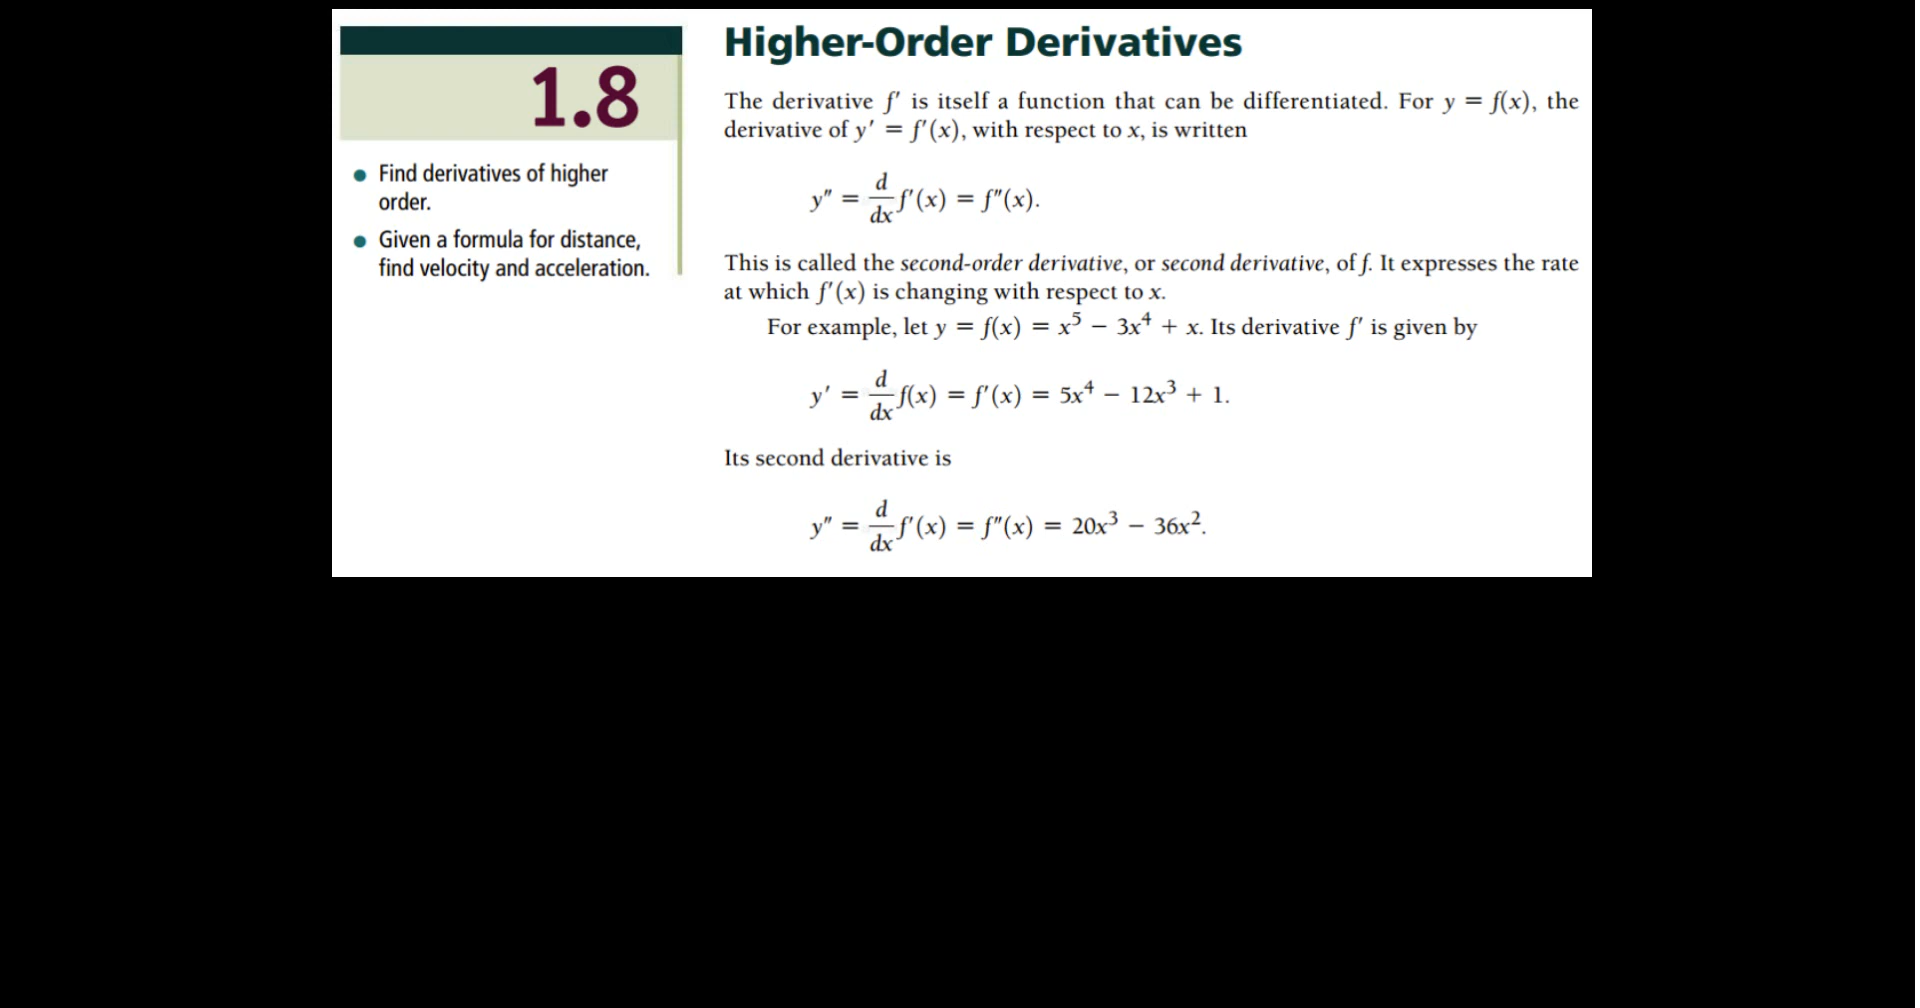 1.8
• Find derivatives of higher
order.
• Given a formula for distance,
find velocity and acceleration.
Higher-Order Derivatives
The derivative f′ is itself a function that can be differentiated. For y = f(x), the
derivative of y′ = f′(x), with respect to x, is written
y″ = d/dx f′(x) = f″(x).
This is called the second-order derivative, or second derivative, of f. It expresses the rate
at which f′(x) is changing with respect to x.
For example, let y = f(x) = x⁵ − 3x⁴ + x. Its derivative f′ is given by
y′ = d/dx f(x) = f′(x) = 5x⁴ − 12x³ + 1.
Its second derivative is
y″ = d/dx f′(x) = f″(x) = 20x³ − 36x².